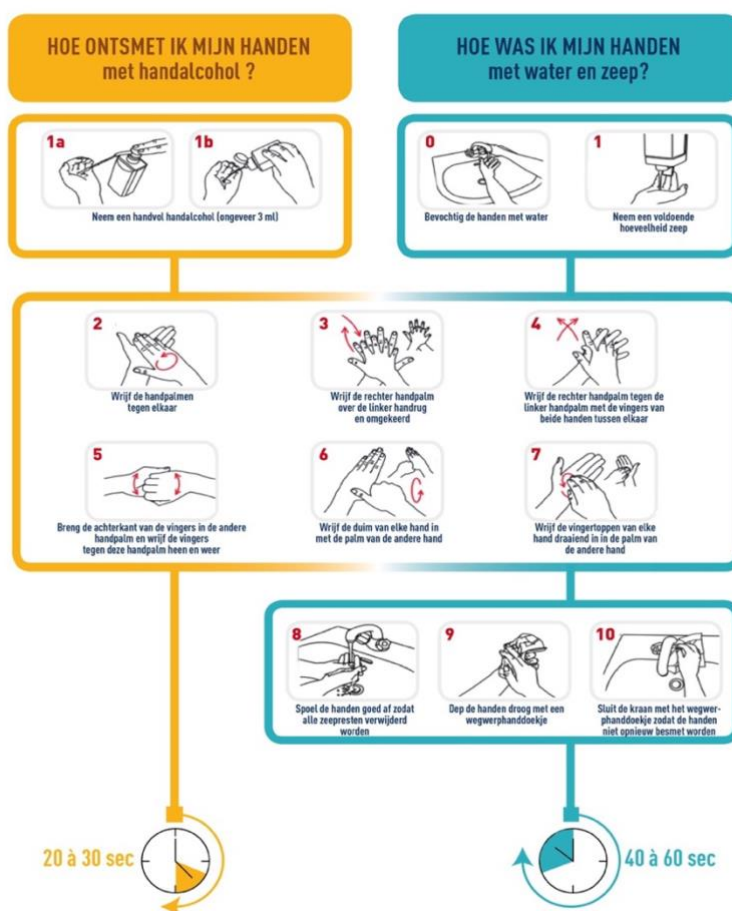 HOE ONTSMET IK MIJN HANDEN
met handalcohol ?
HOE WAS IK MIJN HANDEN
met water en zeep?
1a
1b
Neem een handvol handalcohol (ongeveer 3 ml)
0
Bevochtig de handen met water
1
Neem een voldoende
hoeveelheid zeep
2
Wrijf de handpalmen
tegen elkaar
3
Wrijf de rechter handpalm
over de linker handrug
en omgekeerd
4
Wrijf de rechter handpalm tegen de
linker handpalm met de vingers van
beide handen tussen elkaar
5
Breng de achterkant van de vingers in de andere
handpalm en wrijf de vingers
tegen deze handpalm heen en weer
6
Wrijf de duim van elke hand in
met de palm van de andere hand
7
Wrijf de vingertoppen van elke
hand draaiend in in de palm van
de andere hand
8
Spoel de handen goed af zodat
alle zeepresten verwijderd
worden
9
Dep de handen droog met een
wegwerphanddoekje
10
Sluit de kraan met het wegwer-
phanddoekje zodat de handen
niet opnieuw besmet worden
20 à 30 sec
40 à 60 sec